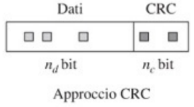 Dati CRC
n_d bit n_c bit
Approccio CRC